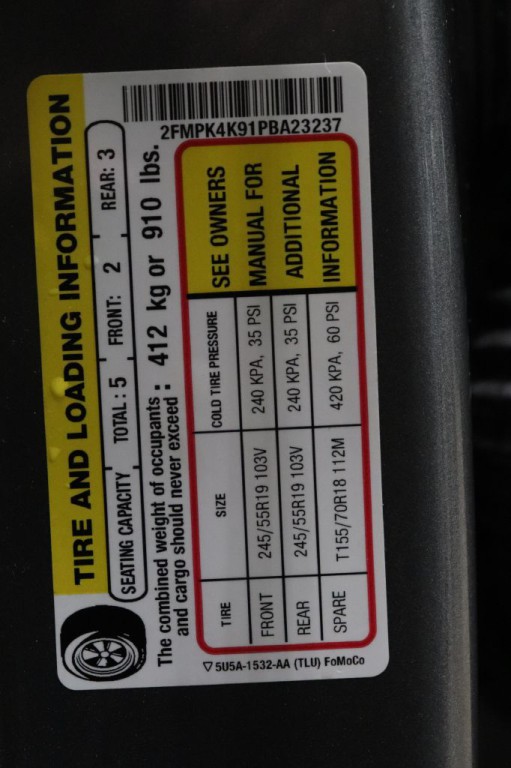 TIRE AND LOADING INFORMATION
SEATING CAPACITY TOTAL : 5 FRONT: 2 REAR: 3
The combined weight of occupants
and cargo should never exceed : 412 kg or 910 lbs.
2FMPK4K91PBA23237
TIRE SIZE COLD TIRE PRESSURE SEE OWNERS
FRONT 245/55R19 103V 240 KPA, 35 PSI MANUAL FOR
REAR 245/55R19 103V 240 KPA, 35 PSI ADDITIONAL
SPARE T155/70R18 112M 420 KPA, 60 PSI INFORMATION
▽ 5U5A-1532-AA (TLU) FoMoCo